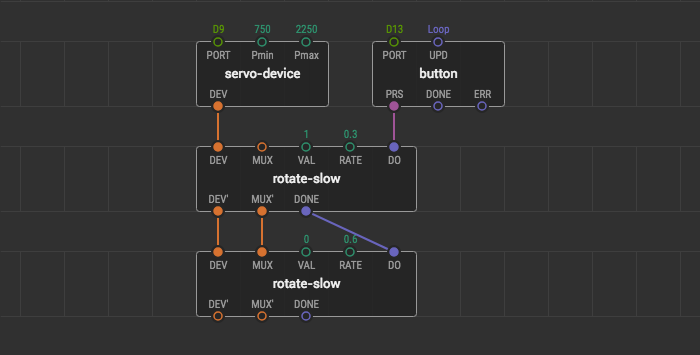 D9 750 2250 D13 Loop
PORT Pmin Pmax PORT UPD
servo-device button
DEV PRS DONE ERR
1 0.3
DEV MUX VAL RATE DO
rotate-slow
DEV' MUX' DONE
0 0.6
DEV MUX VAL RATE DO
rotate-slow
DEV' MUX' DONE